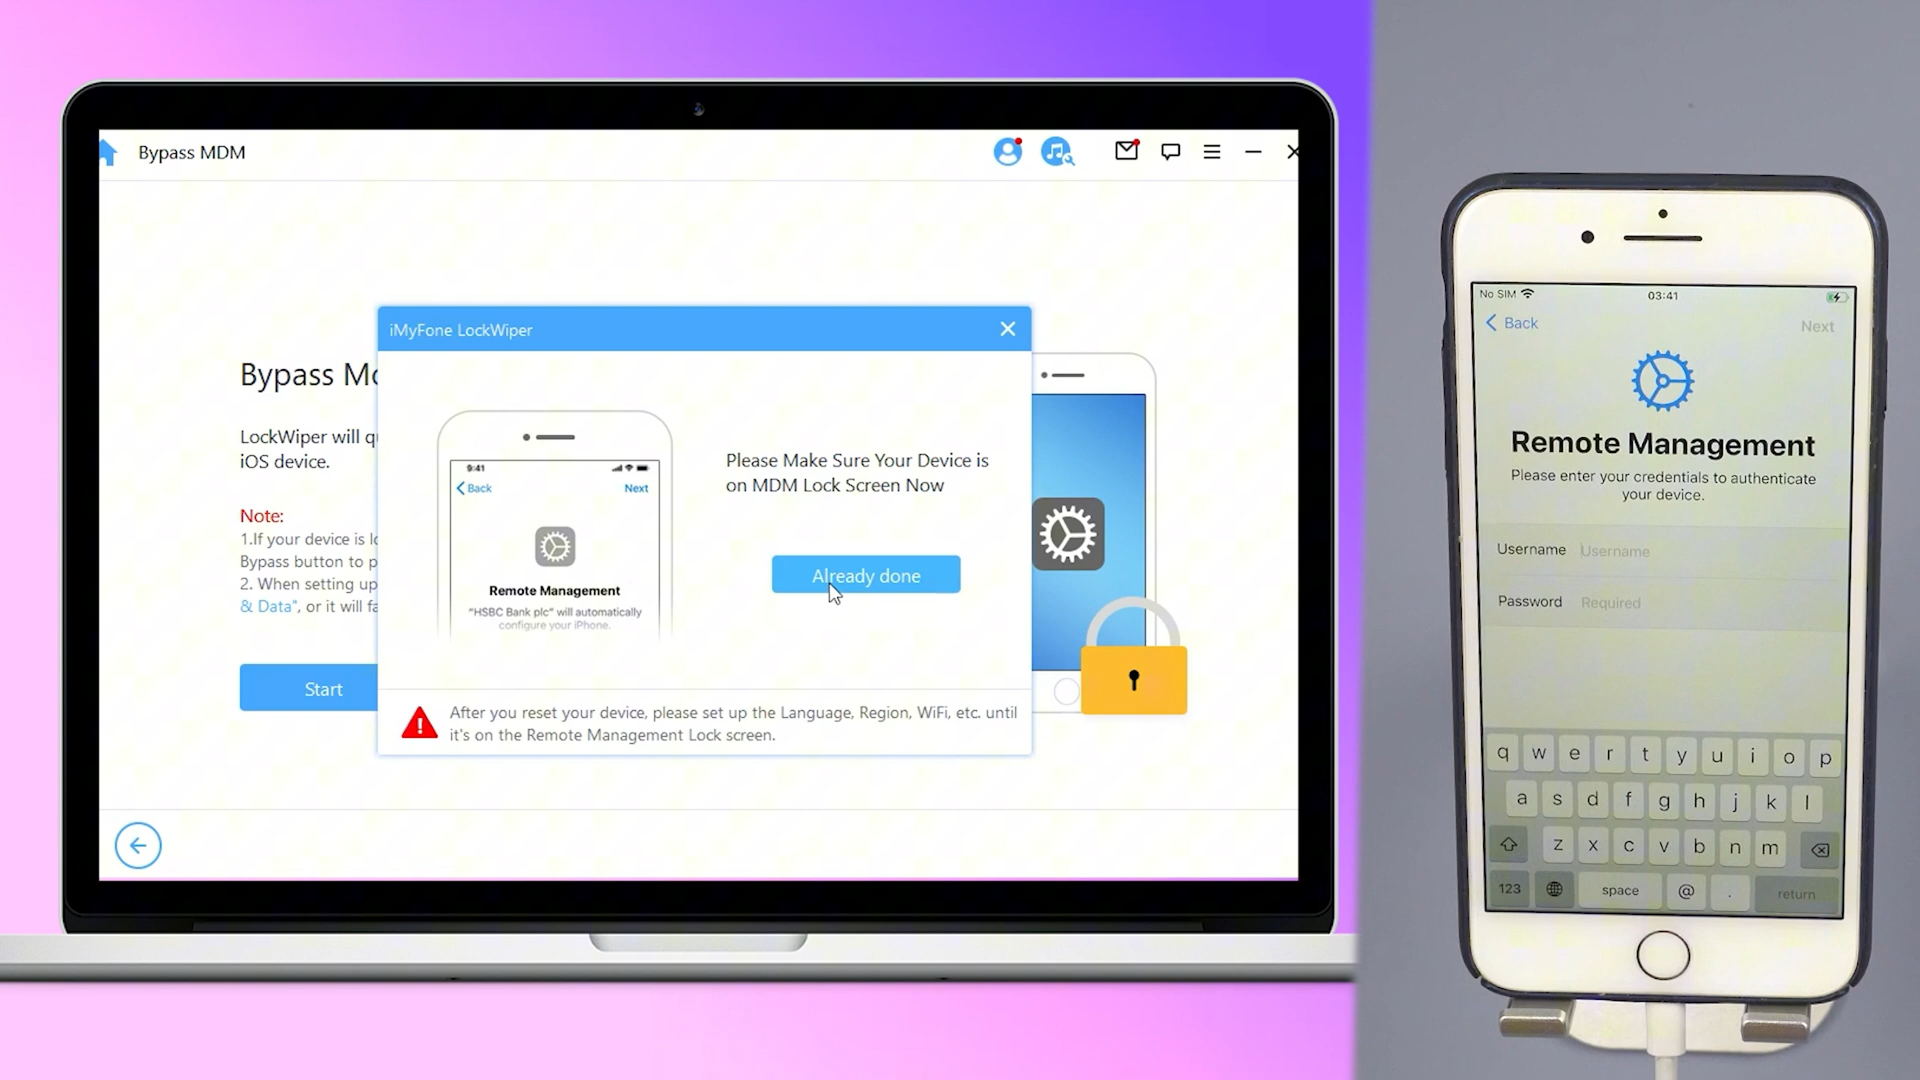 Bypass MDM
Bypass M
LockWiper will q
iOS device.
Note:
1.If your device is l
Bypass button to p
2. When setting up
& Data", or it will fa
Start
iMyFone LockWiper
9:41
Back
Next
Remote Management
“HSBC Bank plc” will automatically
configure your iPhone.
Please Make Sure Your Device is
on MDM Lock Screen Now
Already done
After you reset your device, please set up the Language, Region, WiFi, etc. until
it's on the Remote Management Lock screen.
No SIM
03:41
Back
Next
Remote Management
Please enter your credentials to authenticate
your device.
Username Username
Password Required
q w e r t y u i o p
a s d f g h j k l
z x c v b n m
123 space @ . return